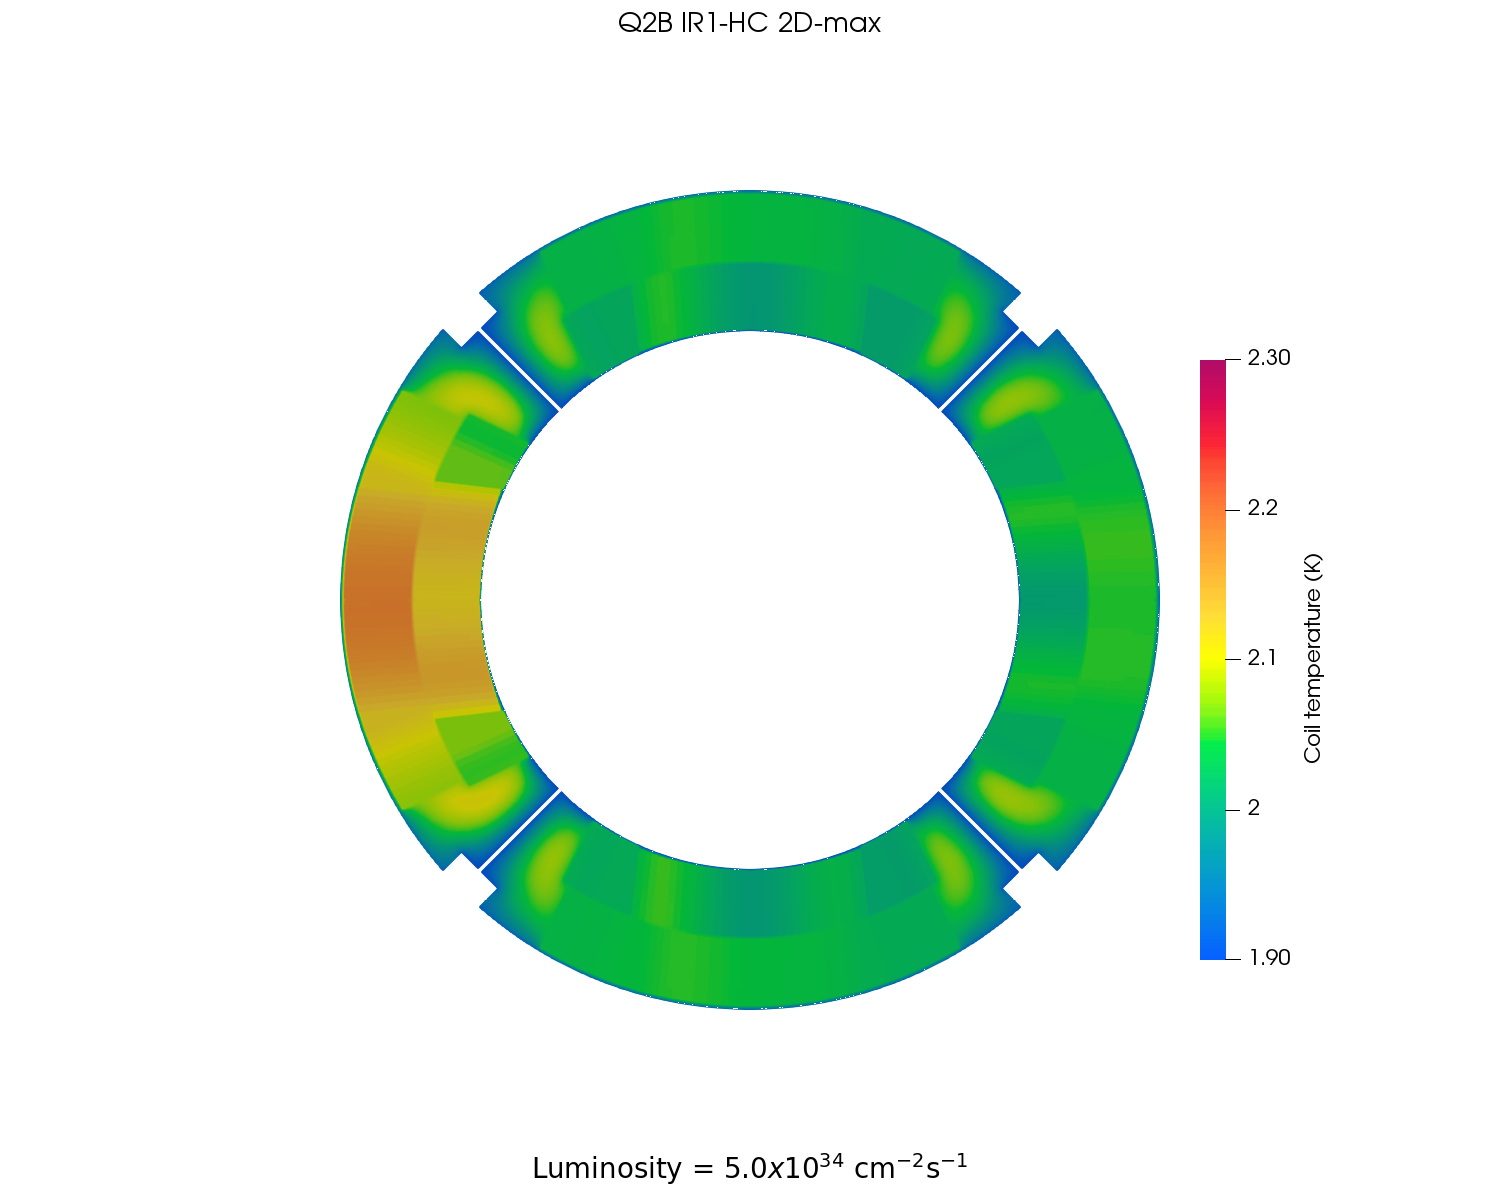 Q2B IR1-HC 2D-max
2.30
2.2
2.1
2
1.90
Coil temperature (K)
Luminosity = 5.0x10³⁴ cm⁻²s⁻¹